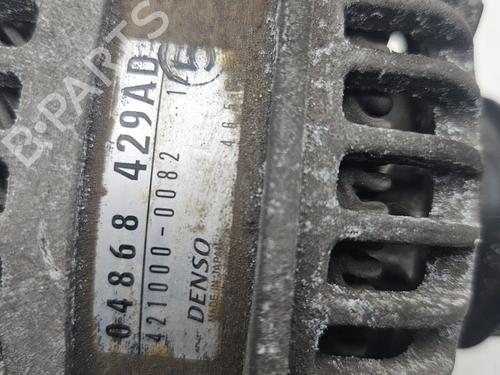 04868 429AD
421000-0082
DENSO
MADE IN JAPAN
B-PARTS